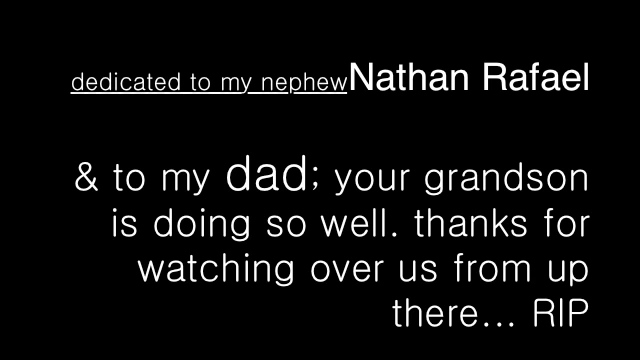 dedicated to my nephewNathan Rafael
& to my dad; your grandson
is doing so well. thanks for
watching over us from up
there... RIP